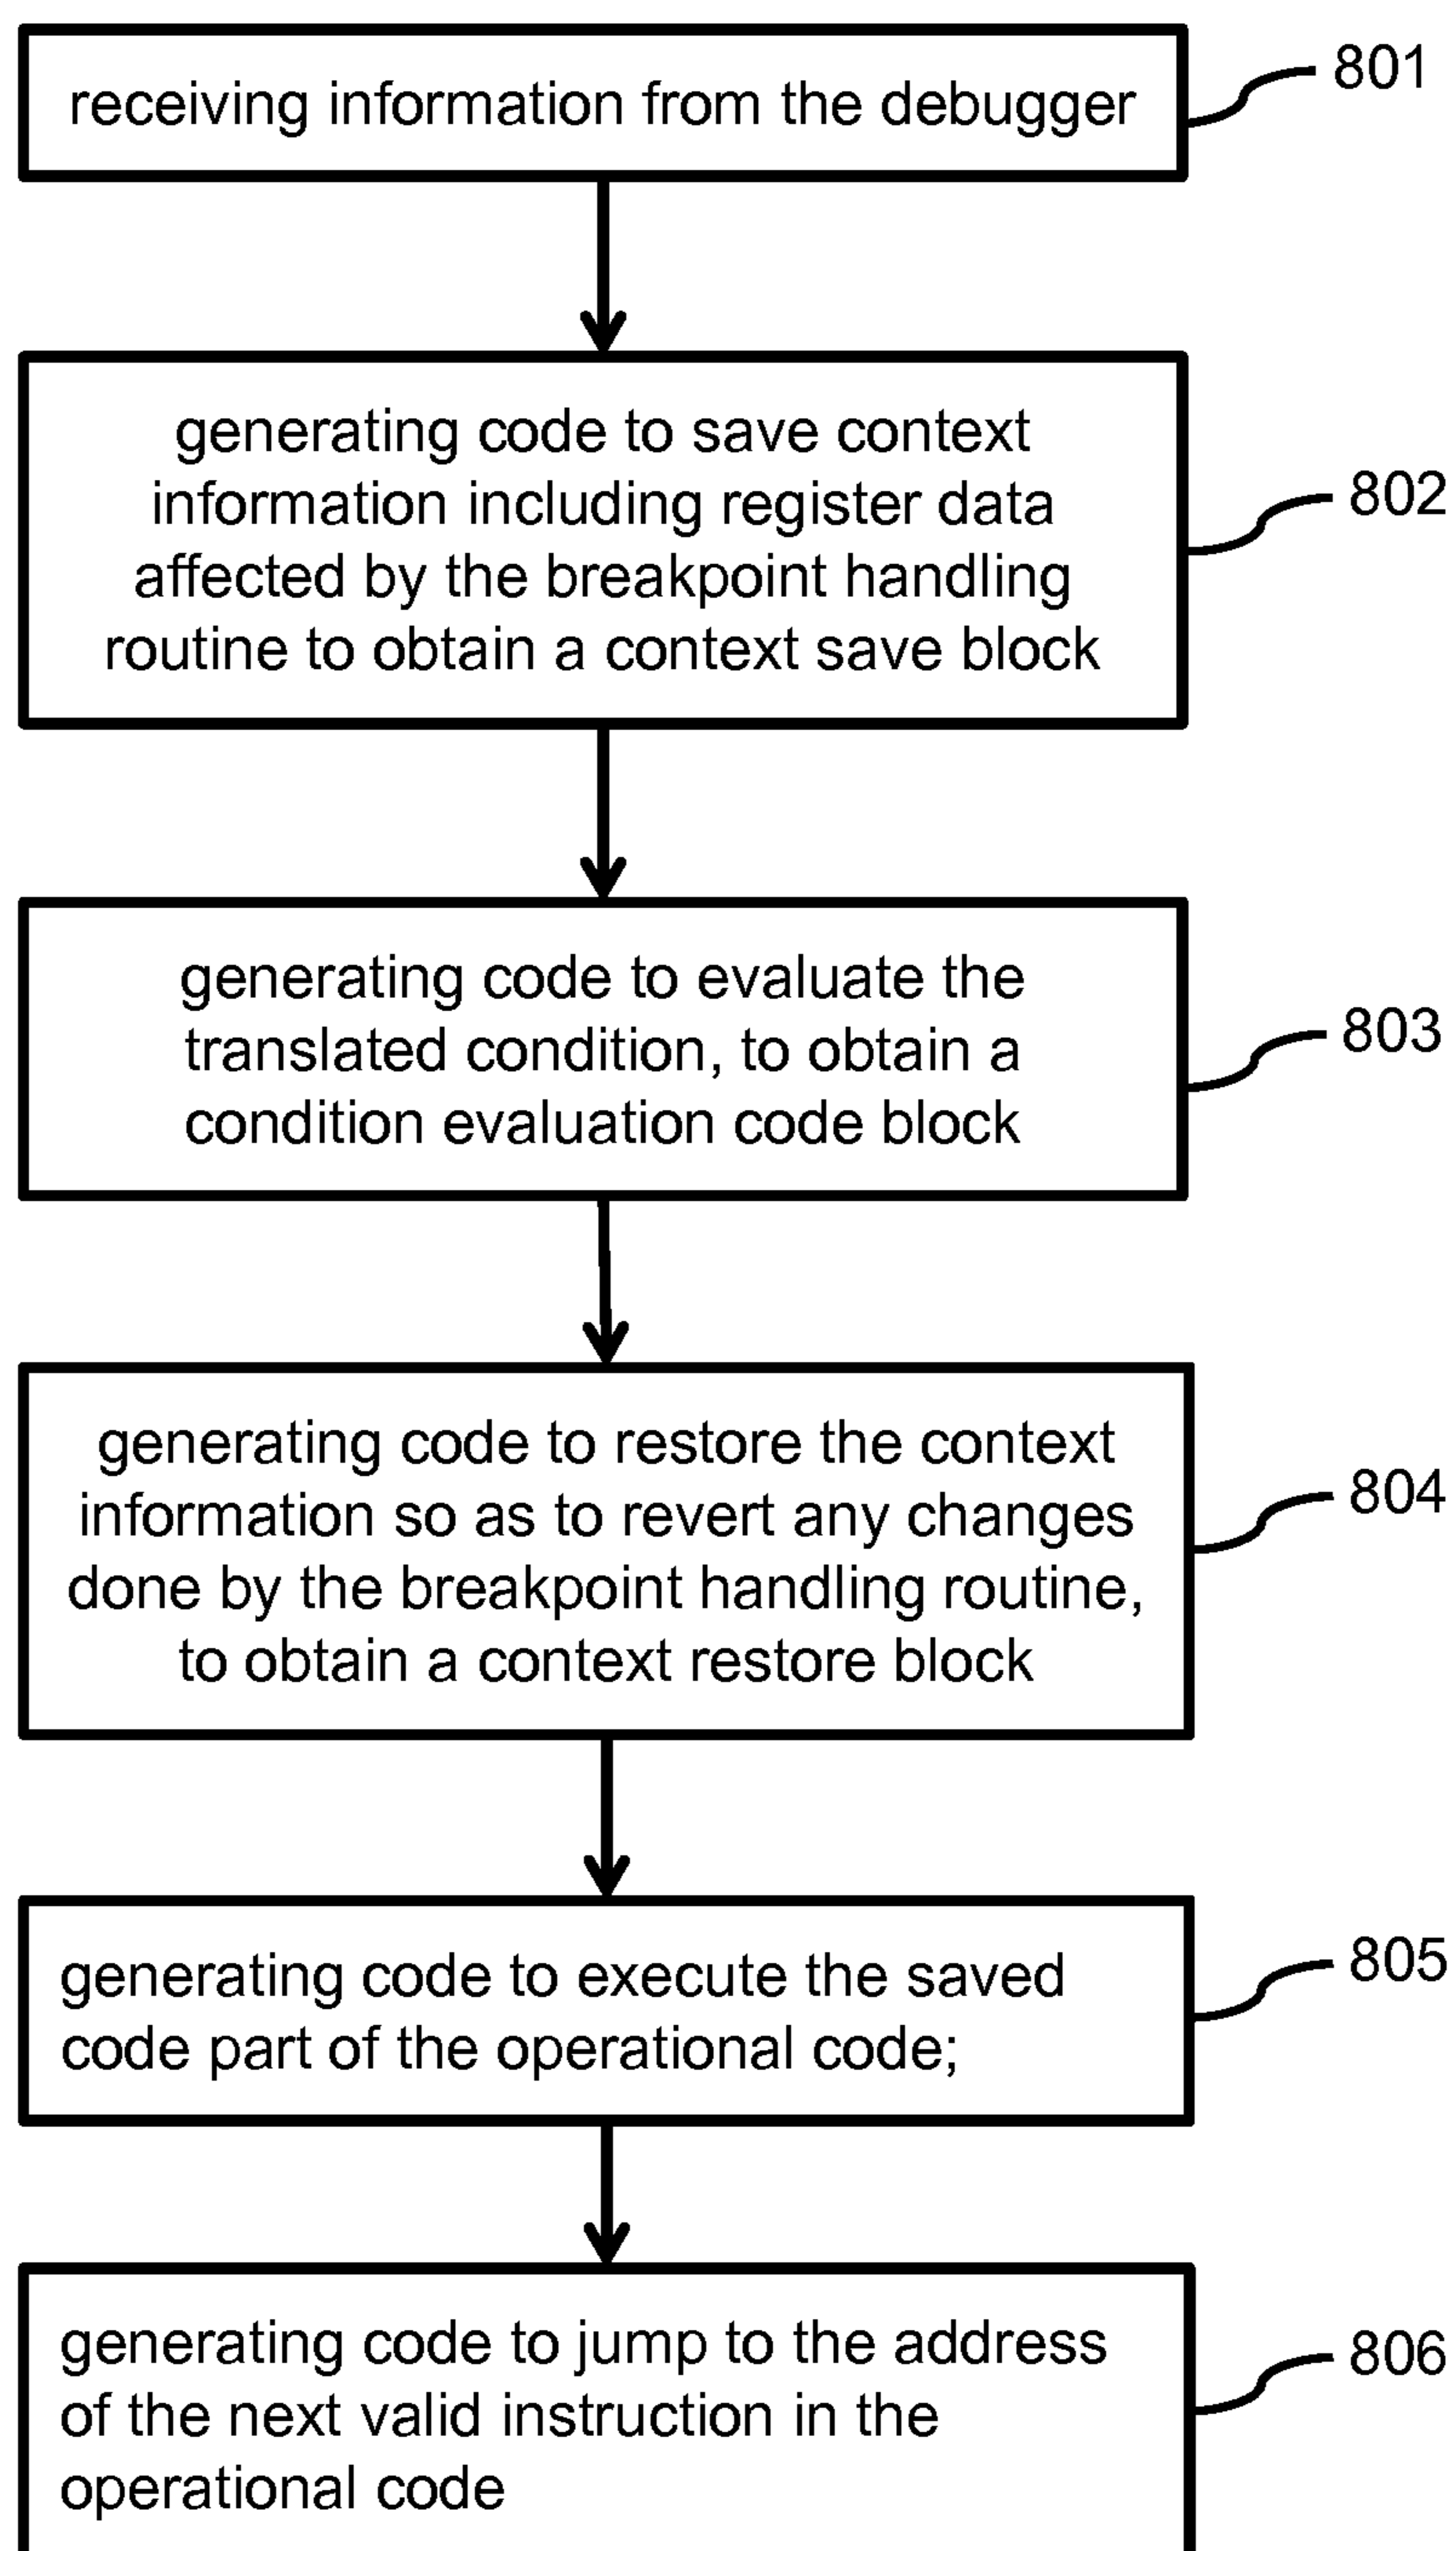 receiving information from the debugger
801
generating code to save context
information including register data
affected by the breakpoint handling
routine to obtain a context save block
802
generating code to evaluate the
translated condition, to obtain a
condition evaluation code block
803
generating code to restore the context
information so as to revert any changes
done by the breakpoint handling routine,
to obtain a context restore block
804
generating code to execute the saved
code part of the operational code;
805
generating code to jump to the address
of the next valid instruction in the
operational code
806